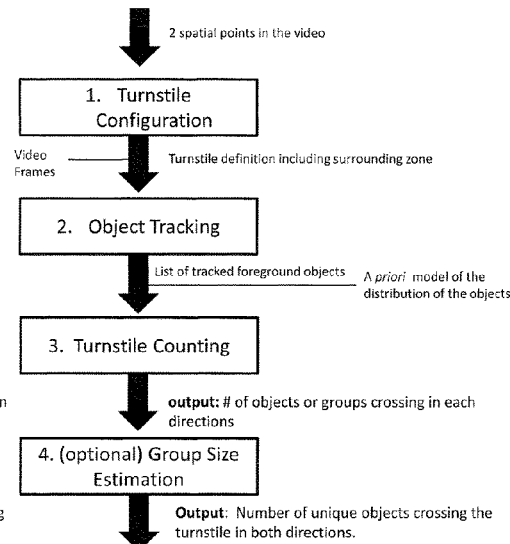 2 spatial points in the video
1. Turnstile
Configuration
Video
Frames
Turnstile definition including surrounding zone
2. Object Tracking
List of tracked foreground objects
A priori model of the
distribution of the objects
3. Turnstile Counting
output: # of objects or groups crossing in each
directions
4. (optional) Group Size
Estimation
Output: Number of unique objects crossing the
turnstile in both directions.